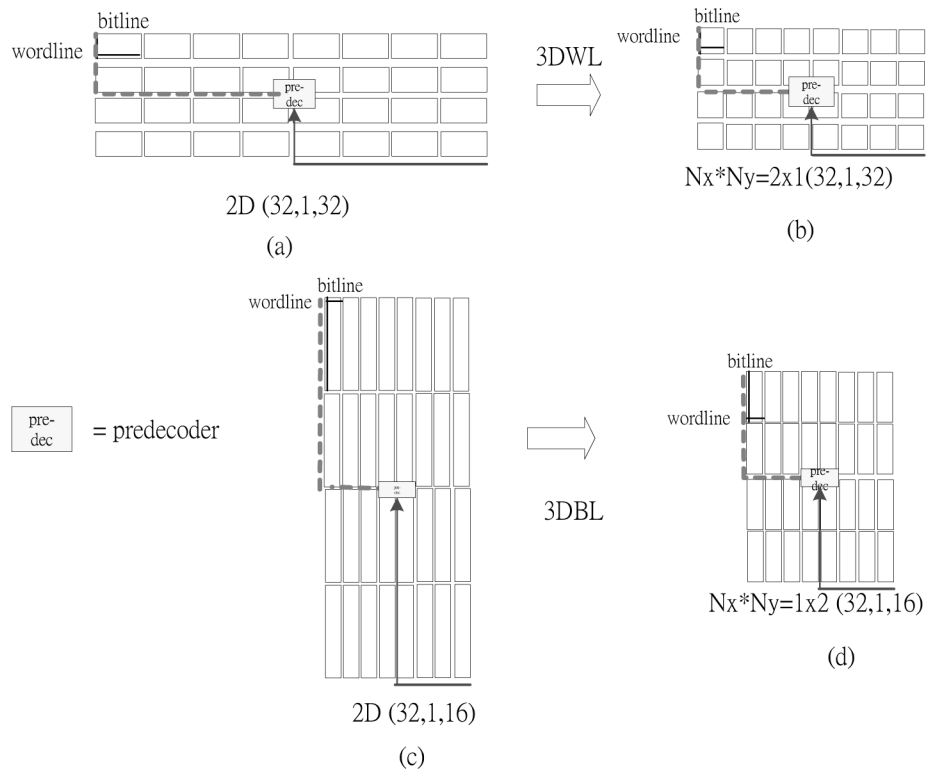 bitline
wordline
pre-
dec
2D (32,1,32)
(a)
3DWL
bitline
wordline
pre-
dec
Nx*Ny=2x1(32,1,32)
(b)
bitline
wordline
pre-
dec
= predecoder
2D (32,1,16)
(c)
3DBL
bitline
wordline
pre-
dec
Nx*Ny=1x2 (32,1,16)
(d)